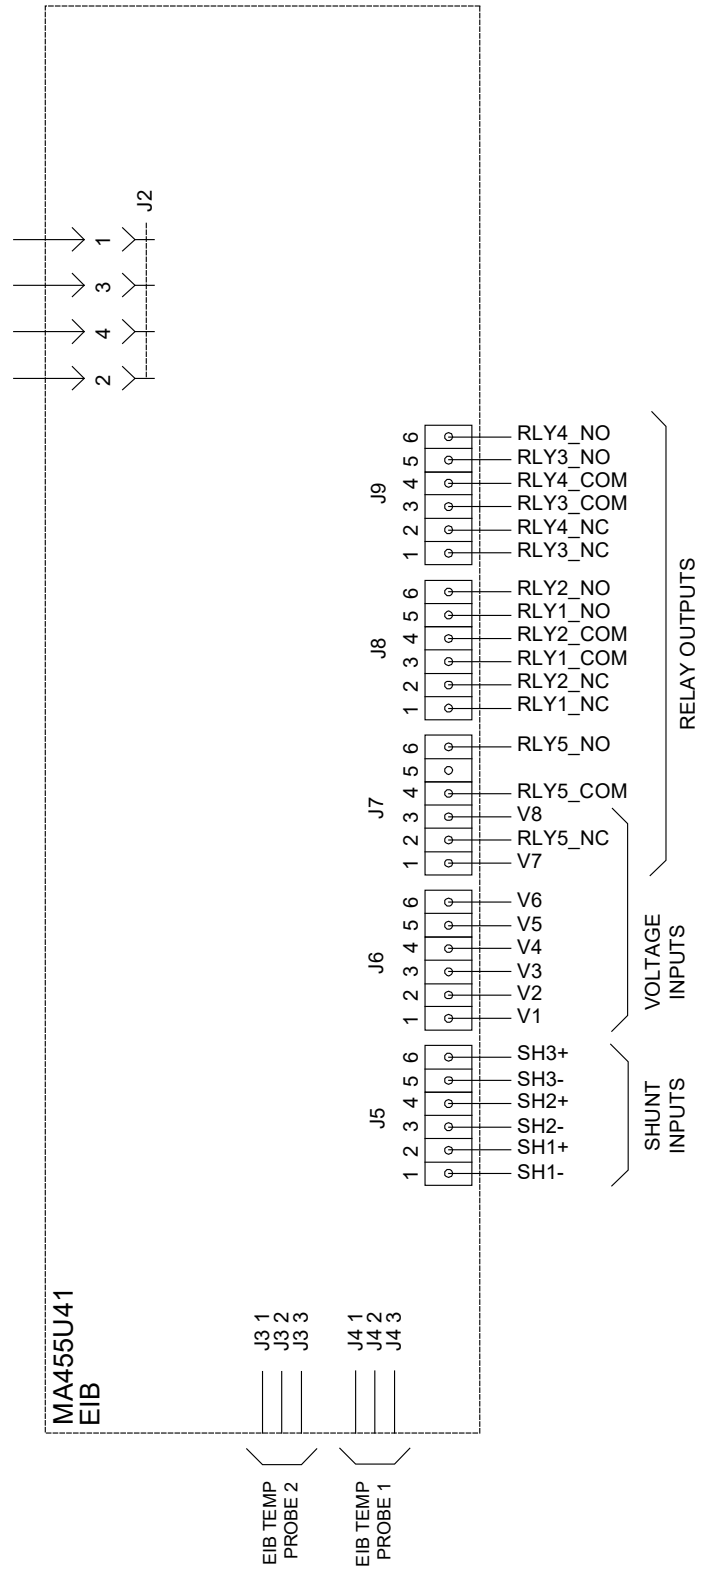 MA455U41
EIB
J2
1
3
4
2
J9
6
5
4
3
2
1
RLY4_NO
RLY3_NO
RLY4_COM
RLY3_COM
RLY4_NC
RLY3_NC
J8
6
5
4
3
2
1
RLY2_NO
RLY1_NO
RLY2_COM
RLY1_COM
RLY2_NC
RLY1_NC
J7
6
5
4
3
2
1
RLY5_NO
RLY5_COM
V8
RLY5_NC
V7
RELAY OUTPUTS
J6
6
5
4
3
2
1
V6
V5
V4
V3
V2
V1
VOLTAGE
INPUTS
J5
6
5
4
3
2
1
SH3+
SH3-
SH2+
SH2-
SH1+
SH1-
SHUNT
INPUTS
J3 1
J3 2
J3 3
EIB TEMP
PROBE 2
J4 1
J4 2
J4 3
EIB TEMP
PROBE 1